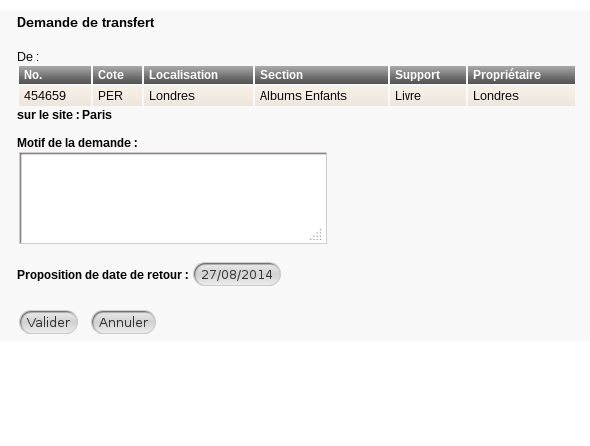 Demande de transfert
De :
No. Cote Localisation Section Support Propriétaire
454659 PER Londres Albums Enfants Livre Londres
sur le site : Paris
Motif de la demande :
Proposition de date de retour : 27/08/2014
Valider Annuler